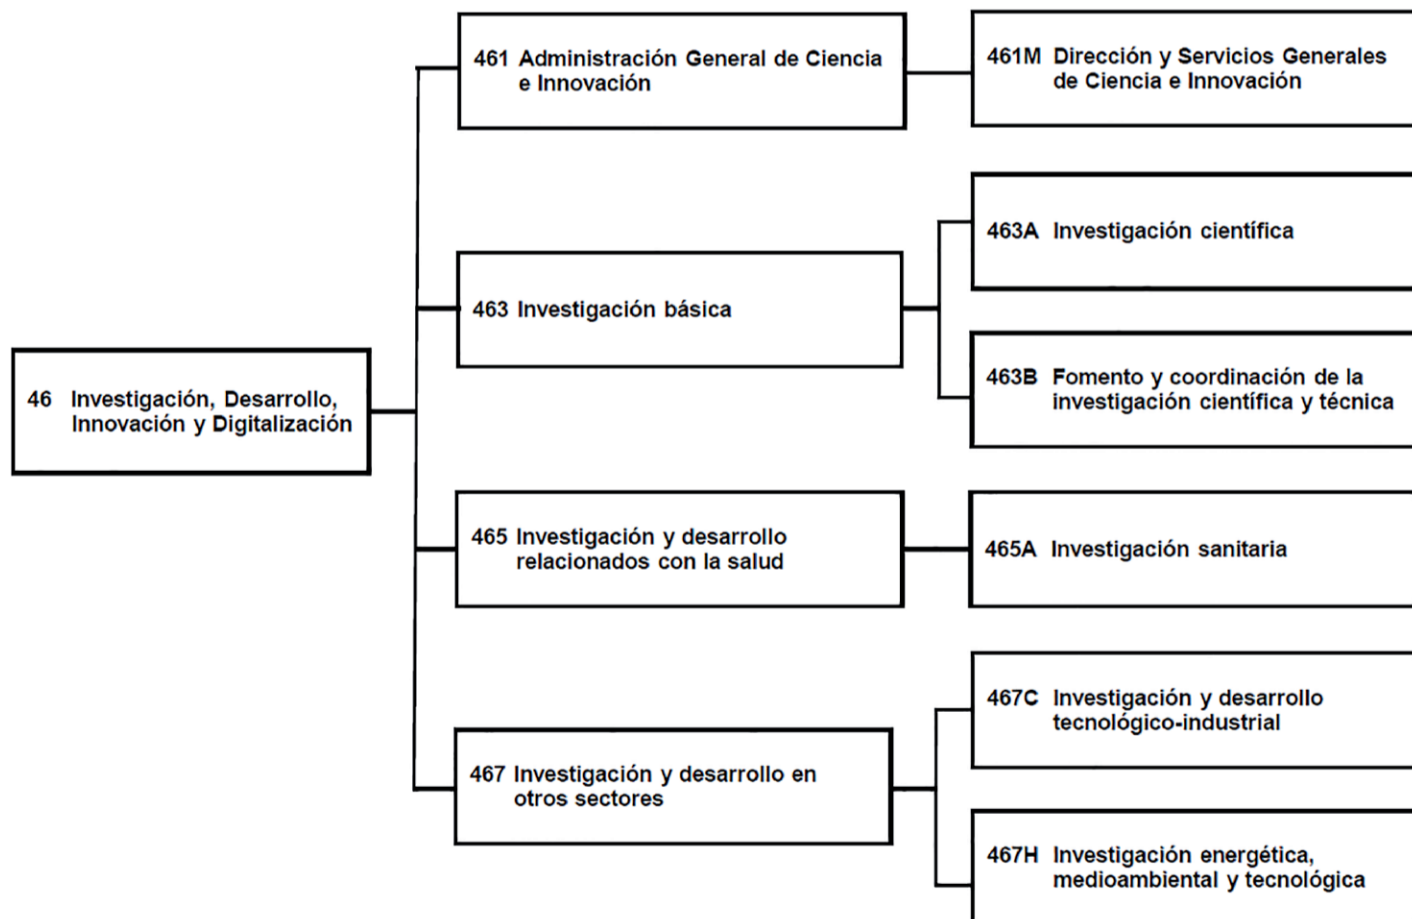 461 Administración General de Ciencia
e Innovación
461M Dirección y Servicios Generales
de Ciencia e Innovación
463A Investigación científica
463 Investigación básica
463B Fomento y coordinación de la
investigación científica y técnica
46 Investigación, Desarrollo,
Innovación y Digitalización
465 Investigación y desarrollo
relacionados con la salud
465A Investigación sanitaria
467C Investigación y desarrollo
tecnológico-industrial
467 Investigación y desarrollo en
otros sectores
467H Investigación energética,
medioambiental y tecnológica